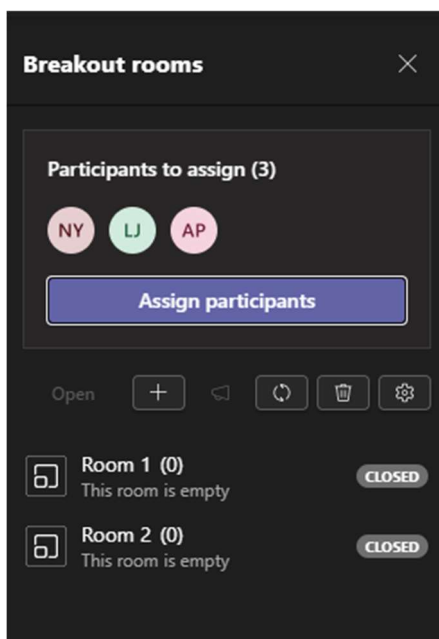 Breakout rooms
Participants to assign (3)
NY LJ AP
Assign participants
Open
Room 1 (0)
This room is empty
CLOSED
Room 2 (0)
This room is empty
CLOSED